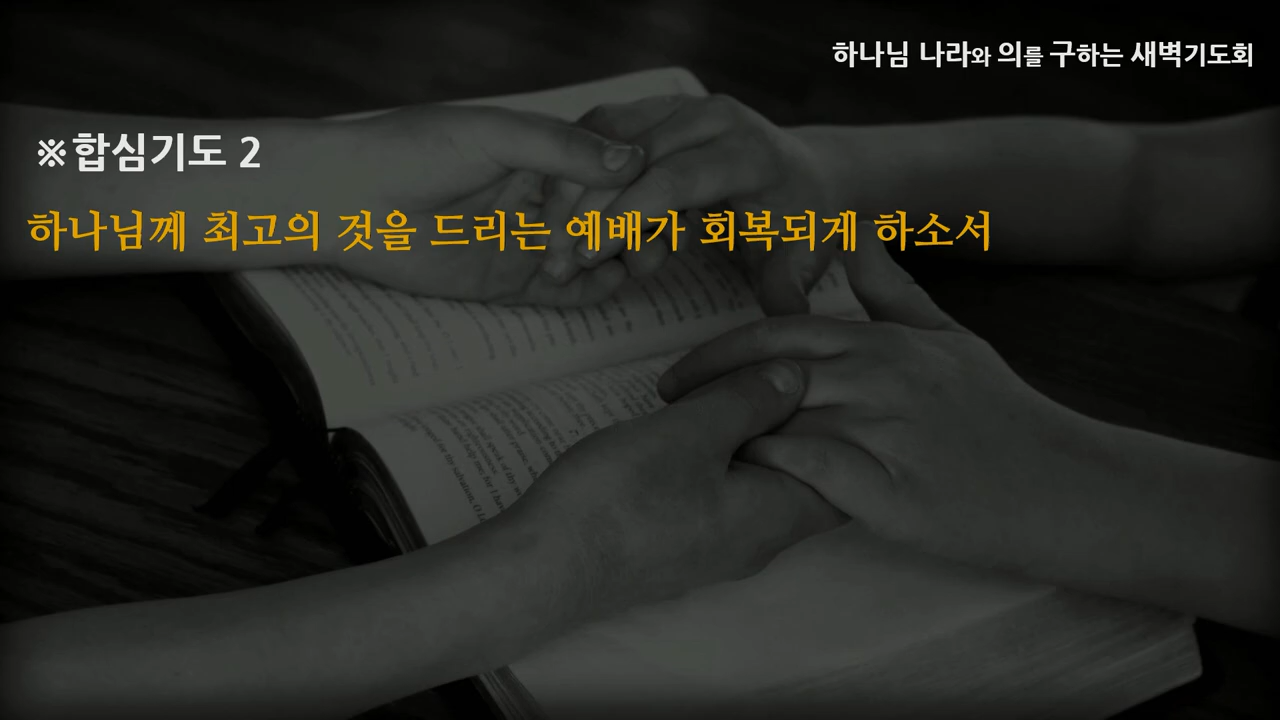 하나님 나라와 의를 구하는 새벽기도회
※합심기도 2
하나님께 최고의 것을 드리는 예배가 회복되게 하소서